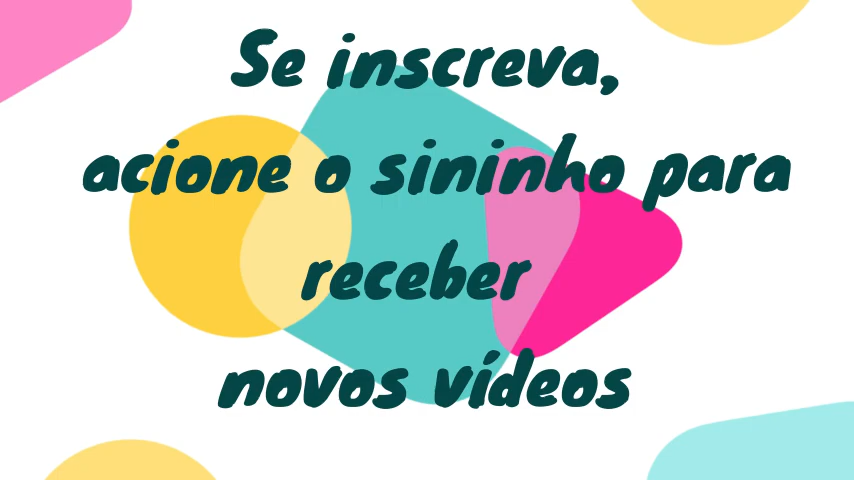 Se inscreva,
acione o sininho para
receber
novos vídeos